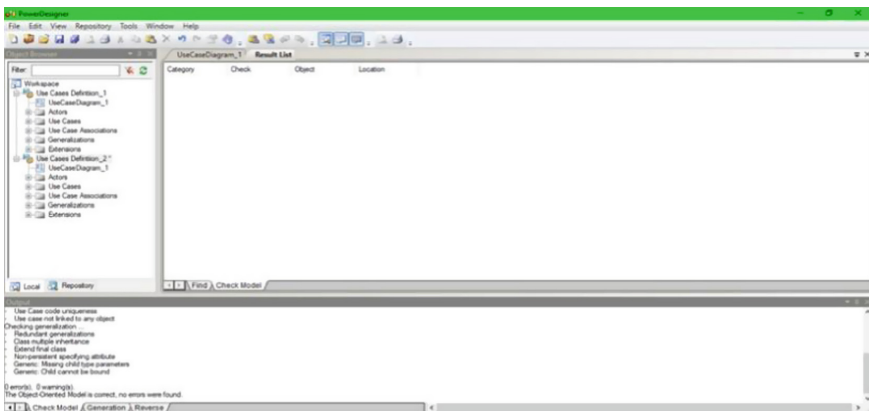 PowerDesigner
File Edit View Repository Tools Window Help
Object Browser
UseCaseDiagram_1 Result List
Filter:
Category Check Object Location
Workspace
Use Cases Definition_1
UseCaseDiagram_1
Actors
Use Cases
Use Case Associations
Generalizations
Extensions
Use Cases Definition_2 *
UseCaseDiagram_1
Actors
Use Cases
Use Case Associations
Generalizations
Extensions
Local Repository
Find Check Model
Output
- Use Case code uniqueness
- Use case not linked to any object
Checking generalization ...
- Redundant generalizations
- Class multiple inheritance
- Extend final class
- Non-persistent specifying attribute
- Generic: Missing child type parameters
- Generic: Child cannot be bound
0 error(s), 0 warning(s).
The Object-Oriented Model is correct, no errors were found.
Check Model Generation Reverse